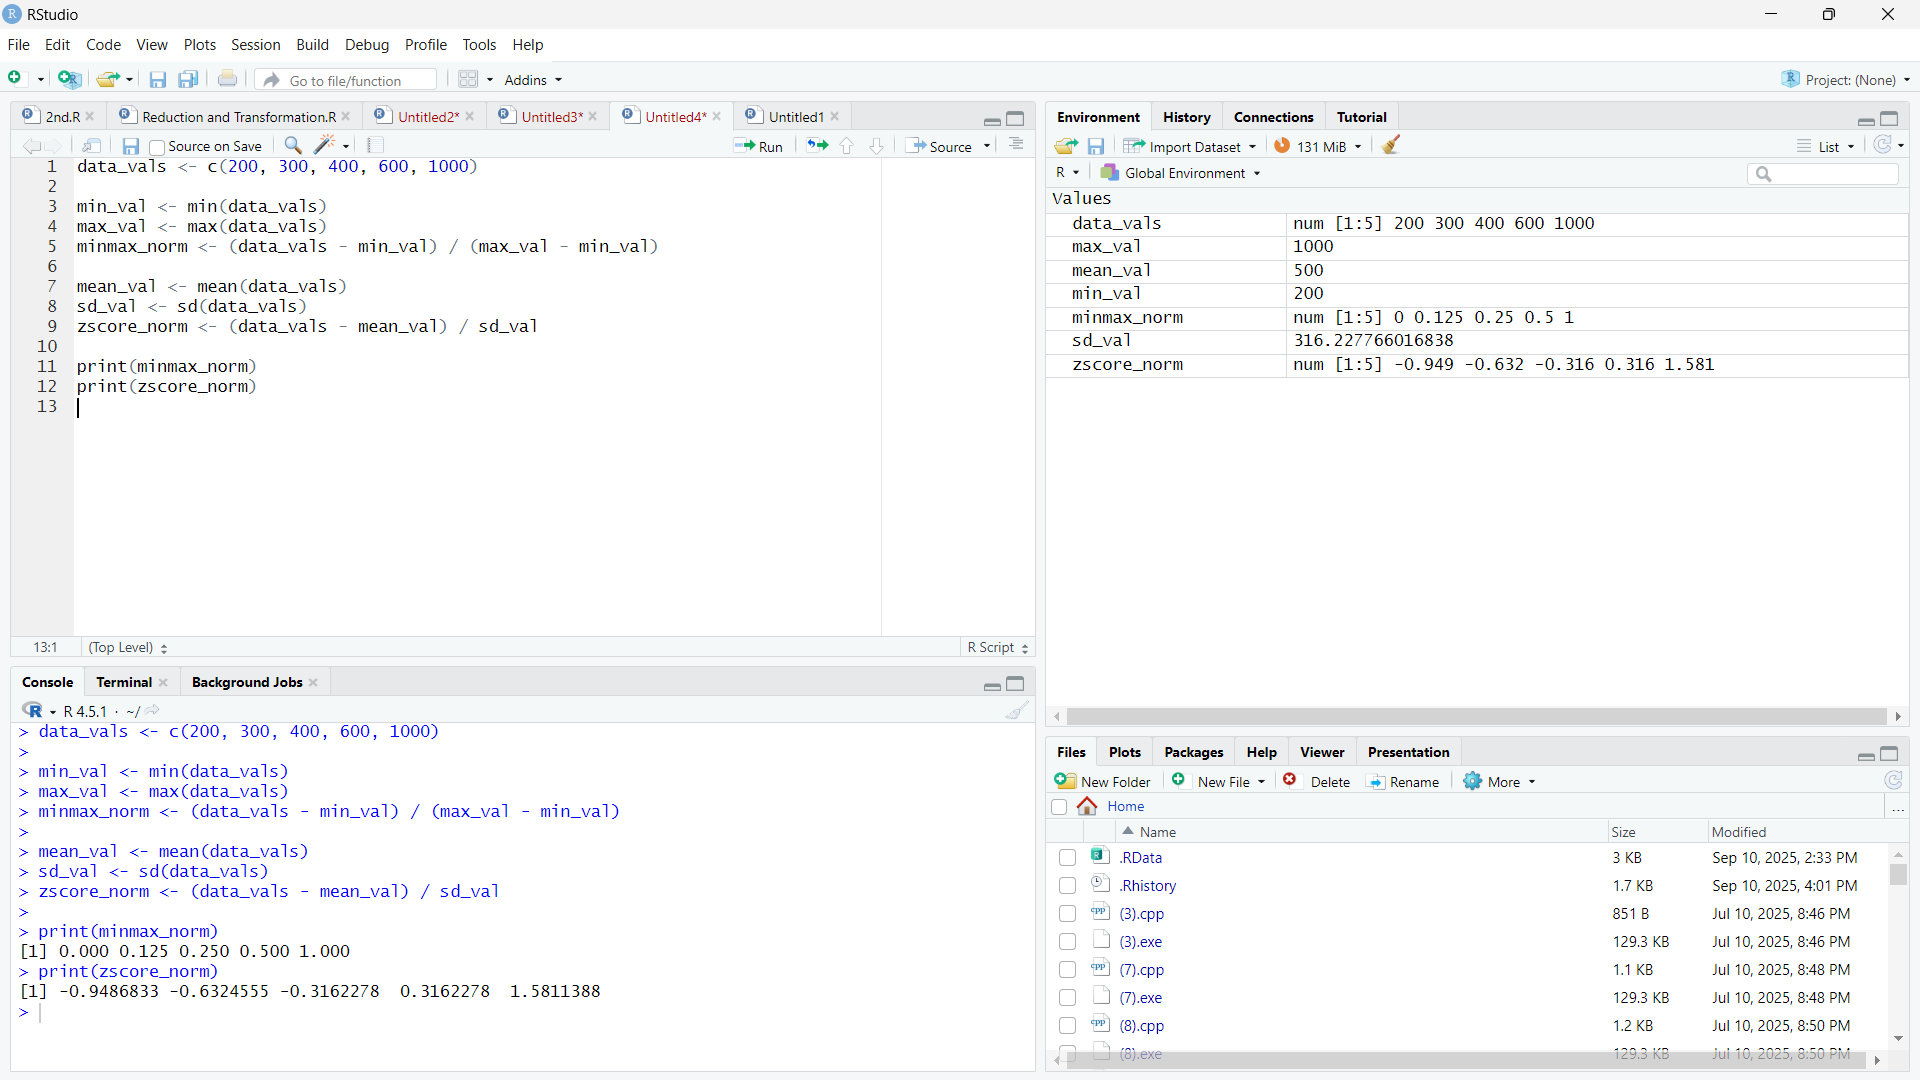 RStudio
File Edit Code View Plots Session Build Debug Profile Tools Help
Go to file/function Addins Project: (None)
2nd.R Reduction and Transformation.R Untitled2* Untitled3* Untitled4* Untitled1
Source on Save Run Source
1 data_vals <- c(200, 300, 400, 600, 1000)
2
3 min_val <- min(data_vals)
4 max_val <- max(data_vals)
5 minmax_norm <- (data_vals - min_val) / (max_val - min_val)
6
7 mean_val <- mean(data_vals)
8 sd_val <- sd(data_vals)
9 zscore_norm <- (data_vals - mean_val) / sd_val
10
11 print(minmax_norm)
12 print(zscore_norm)
13
13:1 (Top Level) R Script
Console Terminal Background Jobs
R 4.5.1 · ~/
> data_vals <- c(200, 300, 400, 600, 1000)
>
> min_val <- min(data_vals)
> max_val <- max(data_vals)
> minmax_norm <- (data_vals - min_val) / (max_val - min_val)
>
> mean_val <- mean(data_vals)
> sd_val <- sd(data_vals)
> zscore_norm <- (data_vals - mean_val) / sd_val
>
> print(minmax_norm)
[1] 0.000 0.125 0.250 0.500 1.000
> print(zscore_norm)
[1] -0.9486833 -0.6324555 -0.3162278  0.3162278  1.5811388
>
Environment History Connections Tutorial
Import Dataset 131 MiB List
R Global Environment
Values
data_vals num [1:5] 200 300 400 600 1000
max_val 1000
mean_val 500
min_val 200
minmax_norm num [1:5] 0 0.125 0.25 0.5 1
sd_val 316.227766016838
zscore_norm num [1:5] -0.949 -0.632 -0.316 0.316 1.581
Files Plots Packages Help Viewer Presentation
New Folder New File Delete Rename More
Home ...
Name Size Modified
.RData 3 KB Sep 10, 2025, 2:33 PM
.Rhistory 1.7 KB Sep 10, 2025, 4:01 PM
(3).cpp 851 B Jul 10, 2025, 8:46 PM
(3).exe 129.3 KB Jul 10, 2025, 8:46 PM
(7).cpp 1.1 KB Jul 10, 2025, 8:48 PM
(7).exe 129.3 KB Jul 10, 2025, 8:48 PM
(8).cpp 1.2 KB Jul 10, 2025, 8:50 PM
(8).exe 129.3 KB Jul 10, 2025, 8:50 PM